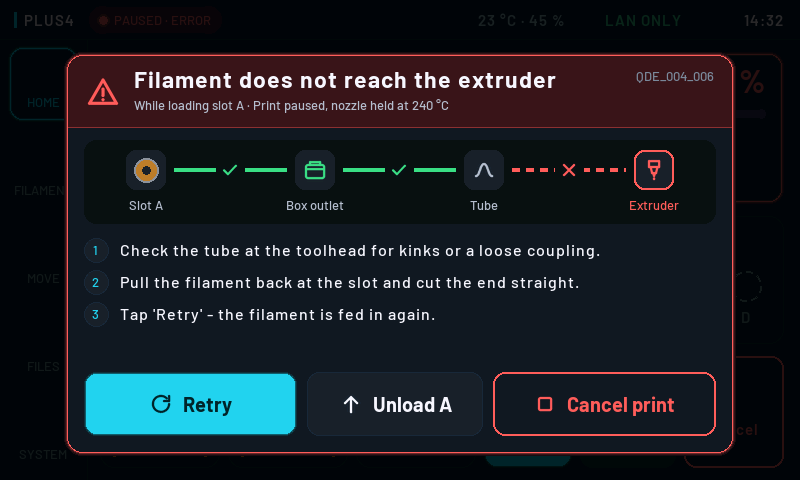 PLUS4
PAUSED · ERROR
23 °C · 45 %
LAN ONLY
14:32
Filament does not reach the extruder
QDE_004_006
While loading slot A · Print paused, nozzle held at 240 °C
%
HOME
FILAMEN
MOVE
FILES
SYSTEM
D
cel
Slot A
Box outlet
Tube
Extruder
1 Check the tube at the toolhead for kinks or a loose coupling.
2 Pull the filament back at the slot and cut the end straight.
3 Tap 'Retry' - the filament is fed in again.
Retry
Unload A
Cancel print